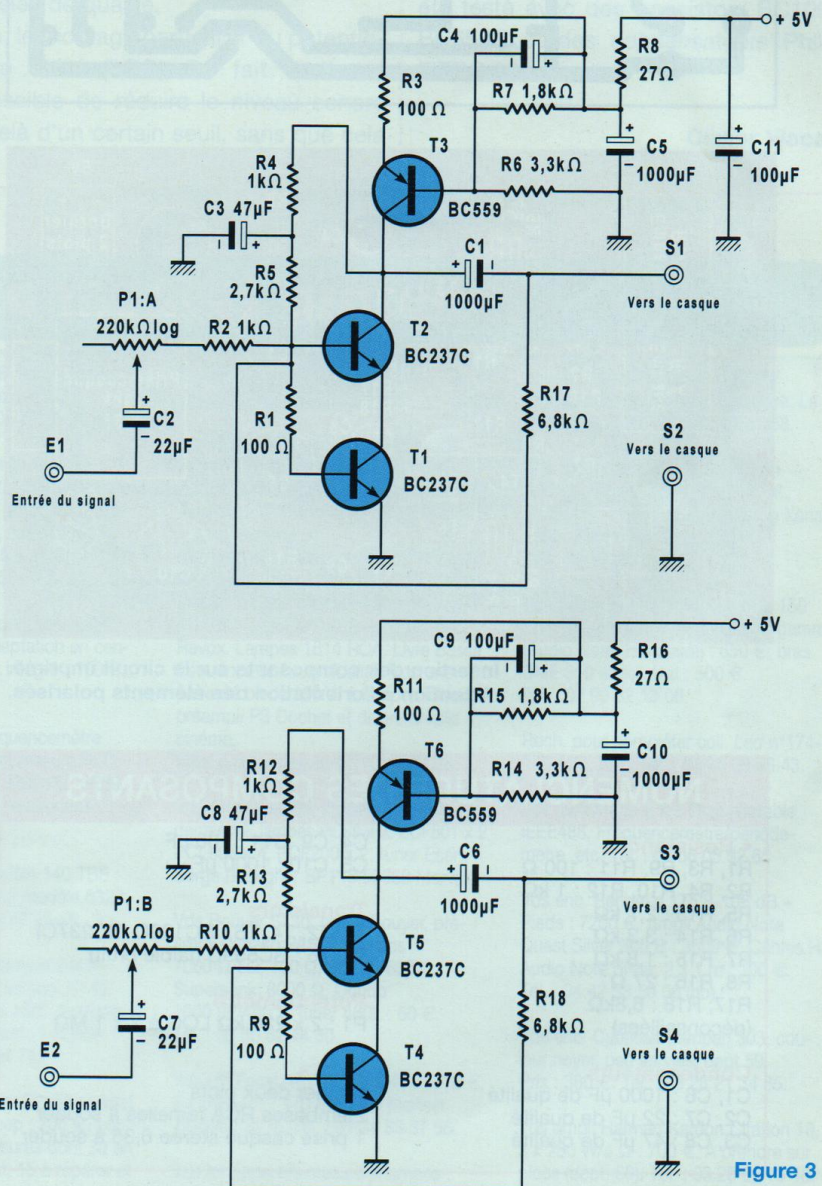 + 5V
C4 100µF
R8
27Ω
R3
100 Ω
R7 1,8kΩ
C5
1000µF
C11
100µF
T3
R4
1kΩ
R6 3,3kΩ
BC559
C3 47µF
C1
1000µF
S1
Vers le casque
R5
2,7kΩ
P1:A
220kΩ log
R2 1kΩ
T2
BC237C
R17
6,8kΩ
C2
22µF
R1
100 Ω
S2
Vers le casque
E1
Entrée du signal
T1
BC237C
+ 5V
C9 100µF
R16
27Ω
R11
100 Ω
R15 1,8kΩ
C10
1000µF
T6
R12
1kΩ
R14 3,3kΩ
BC559
C8 47µF
C6
1000µF
S3
Vers le casque
R13
2,7kΩ
P1:B
220kΩ log
R10 1kΩ
T5
BC237C
R18
6,8kΩ
C7
22µF
R9
100 Ω
S4
Vers le casque
E2
Entrée du signal
T4
BC237C
Figure 3